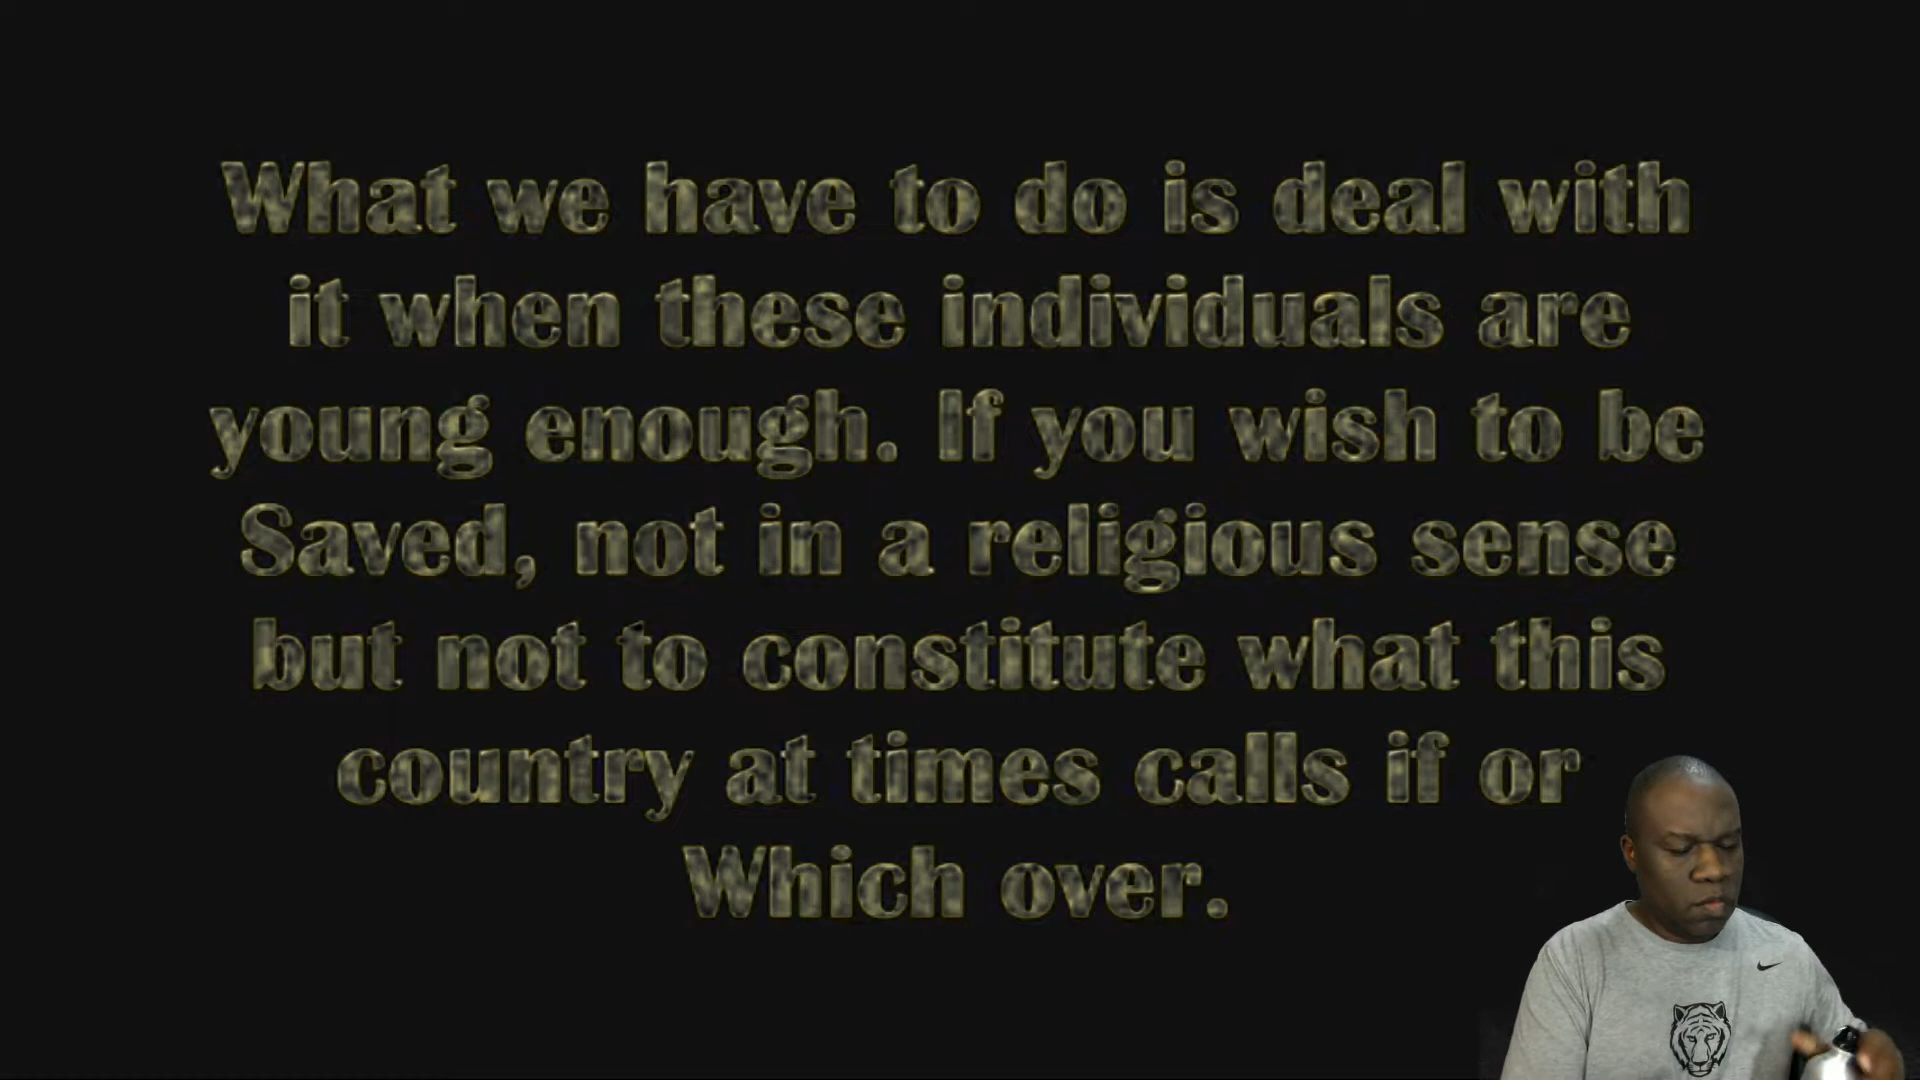 What we have to do is deal with
it when these individuals are
young enough. If you wish to be
Saved, not in a religious sense
but not to constitute what this
country at times calls if or
Which over.